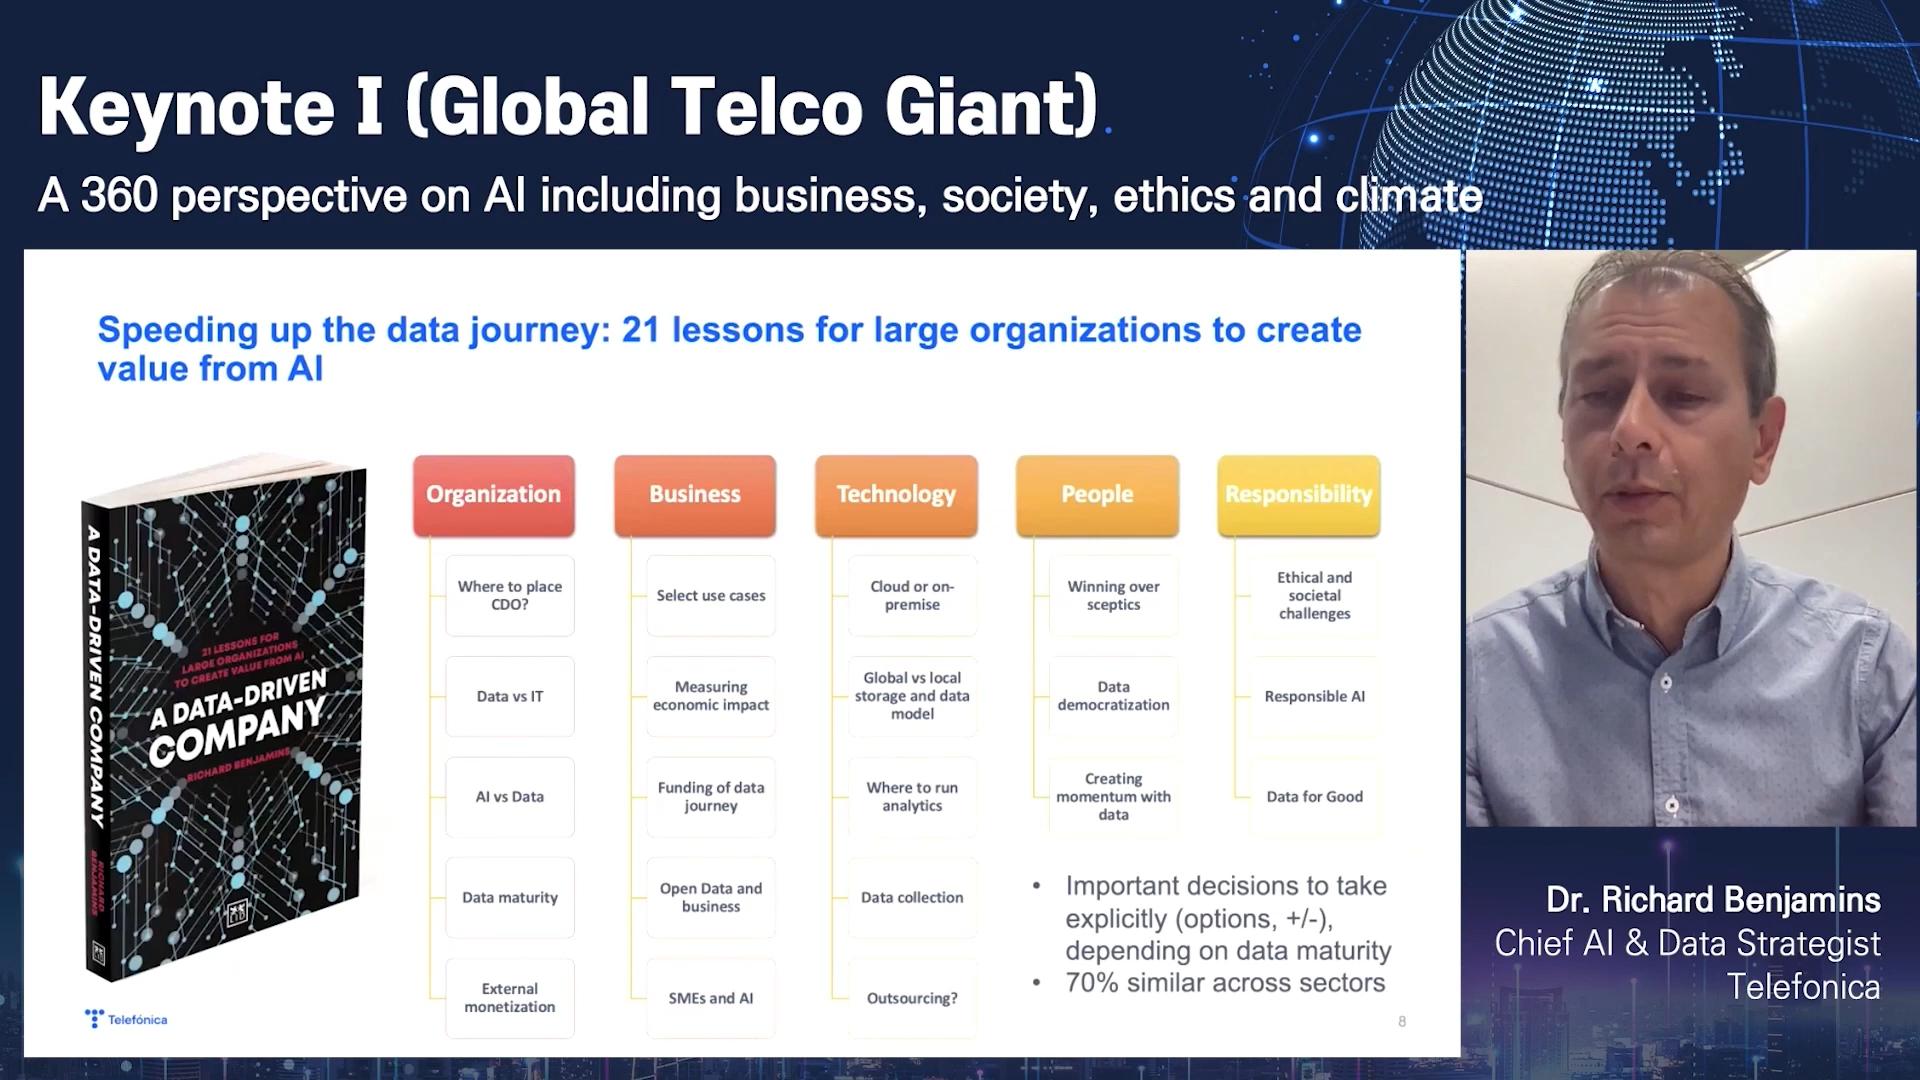 Keynote I (Global Telco Giant)
A 360 perspective on AI including business, society, ethics and climate
Speeding up the data journey: 21 lessons for large organizations to create
value from AI
A DATA-DRIVEN COMPANY
RICHARD
BENJAMINS
21 LESSONS FOR
LARGE ORGANIZATIONS
TO CREATE VALUE FROM AI
A DATA-DRIVEN
COMPANY
RICHARD BENJAMINS
LID
Organization
Where to place
CDO?
Data vs IT
AI vs Data
Data maturity
External
monetization
Business
Select use cases
Measuring
economic impact
Funding of data
journey
Open Data and
business
SMEs and AI
Technology
Cloud or on-
premise
Global vs local
storage and data
model
Where to run
analytics
Data collection
Outsourcing?
People
Winning over
sceptics
Data
democratization
Creating
momentum with
data
Responsibility
Ethical and
societal
challenges
Responsible AI
Data for Good
• Important decisions to take
explicitly (options, +/-),
depending on data maturity
• 70% similar across sectors
Telefónica
8
Dr. Richard Benjamins
Chief AI & Data Strategist
Telefonica